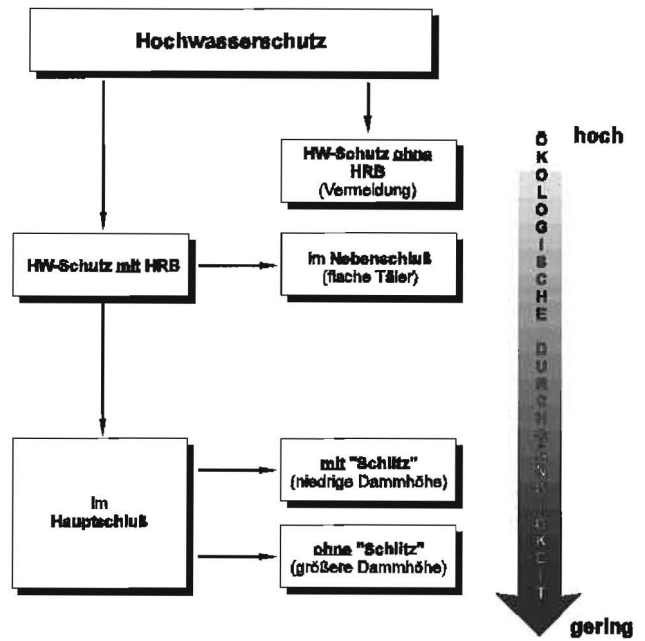 Hochwasserschutz
HW-Schutz ohne
HRB
(Vermeidung)
HW-Schutz mit HRB
im Nebenschluß
(flache Täler)
Im
Hauptschluß
mit "Schlitz"
(niedrige Dammhöhe)
ohne "Schlitz"
(größere Dammhöhe)
hoch
ÖKOLOGISCHE
gering